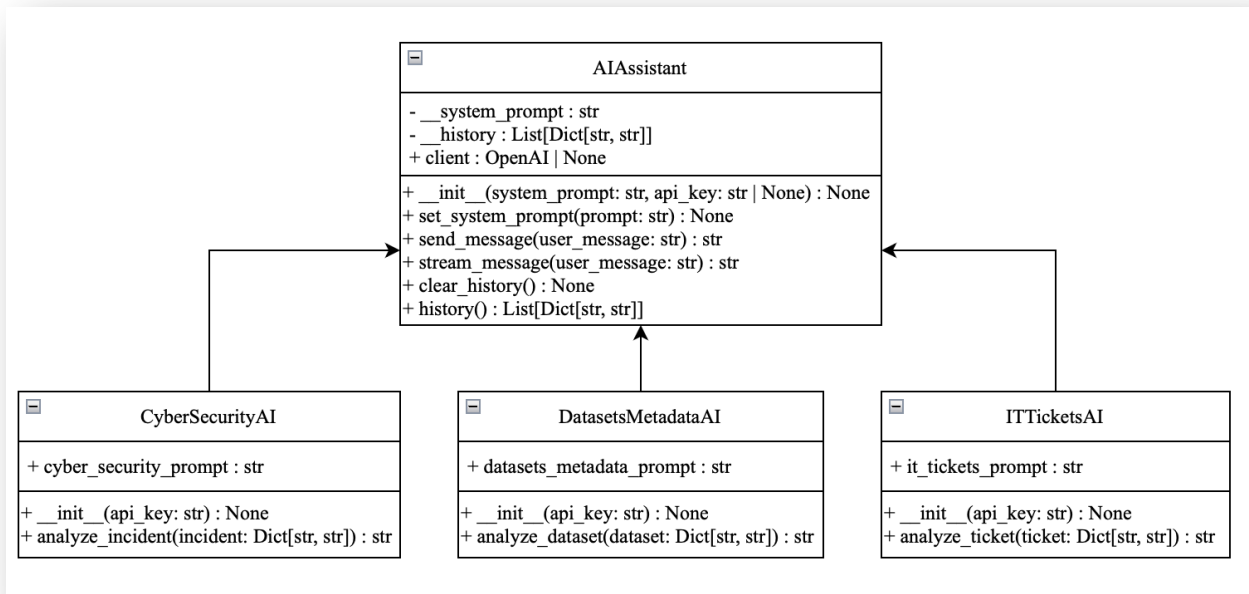 AIAssistant
- __system_prompt : str
- __history : List[Dict[str, str]]
+ client : OpenAI | None
+ __init__(system_prompt: str, api_key: str | None) : None
+ set_system_prompt(prompt: str) : None
+ send_message(user_message: str) : str
+ stream_message(user_message: str) : str
+ clear_history() : None
+ history() : List[Dict[str, str]]
CyberSecurityAI
+ cyber_security_prompt : str
+ __init__(api_key: str) : None
+ analyze_incident(incident: Dict[str, str]) : str
DatasetsMetadataAI
+ datasets_metadata_prompt : str
+ __init__(api_key: str) : None
+ analyze_dataset(dataset: Dict[str, str]) : str
ITTicketsAI
+ it_tickets_prompt : str
+ __init__(api_key: str) : None
+ analyze_ticket(ticket: Dict[str, str]) : str